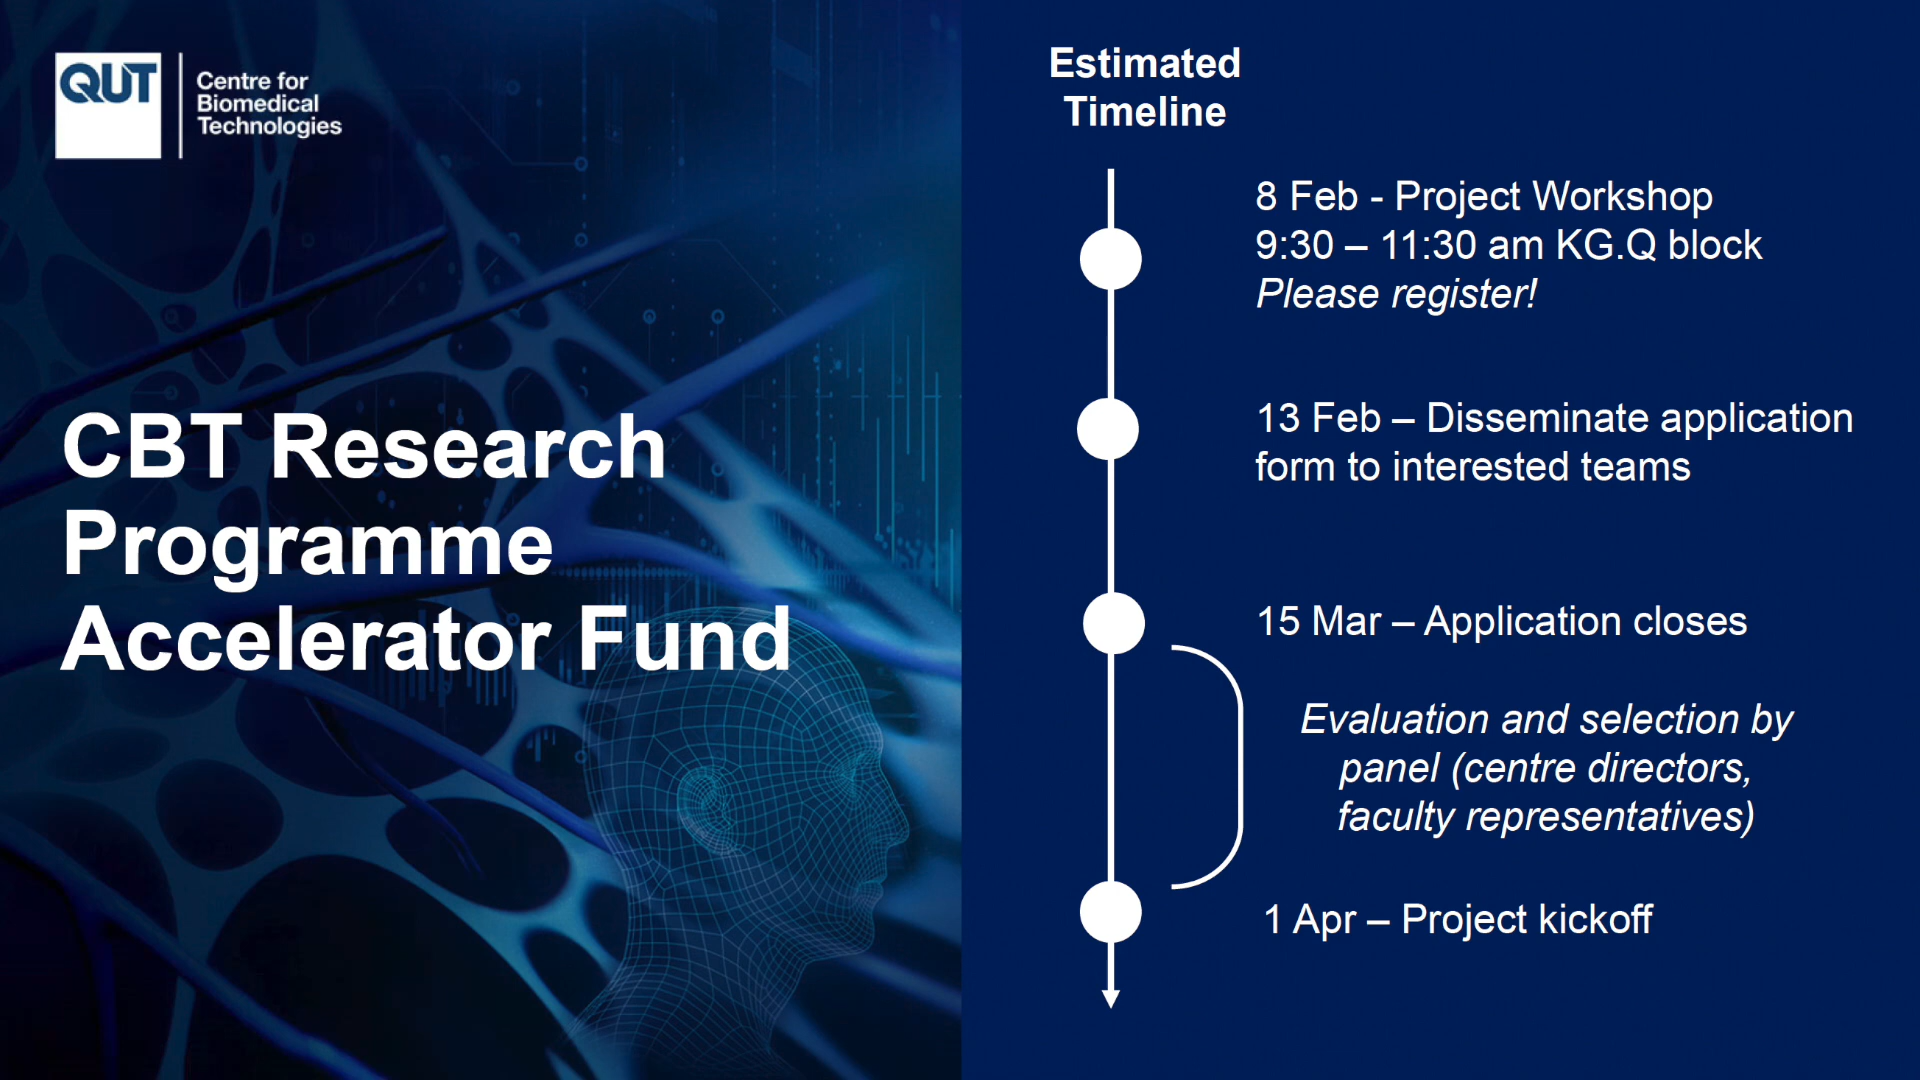 QUT
Centre for
Biomedical
Technologies
CBT Research
Programme
Accelerator Fund
Estimated
Timeline
8 Feb - Project Workshop
9:30 – 11:30 am KG.Q block
Please register!
13 Feb – Disseminate application
form to interested teams
15 Mar – Application closes
Evaluation and selection by
panel (centre directors,
faculty representatives)
1 Apr – Project kickoff